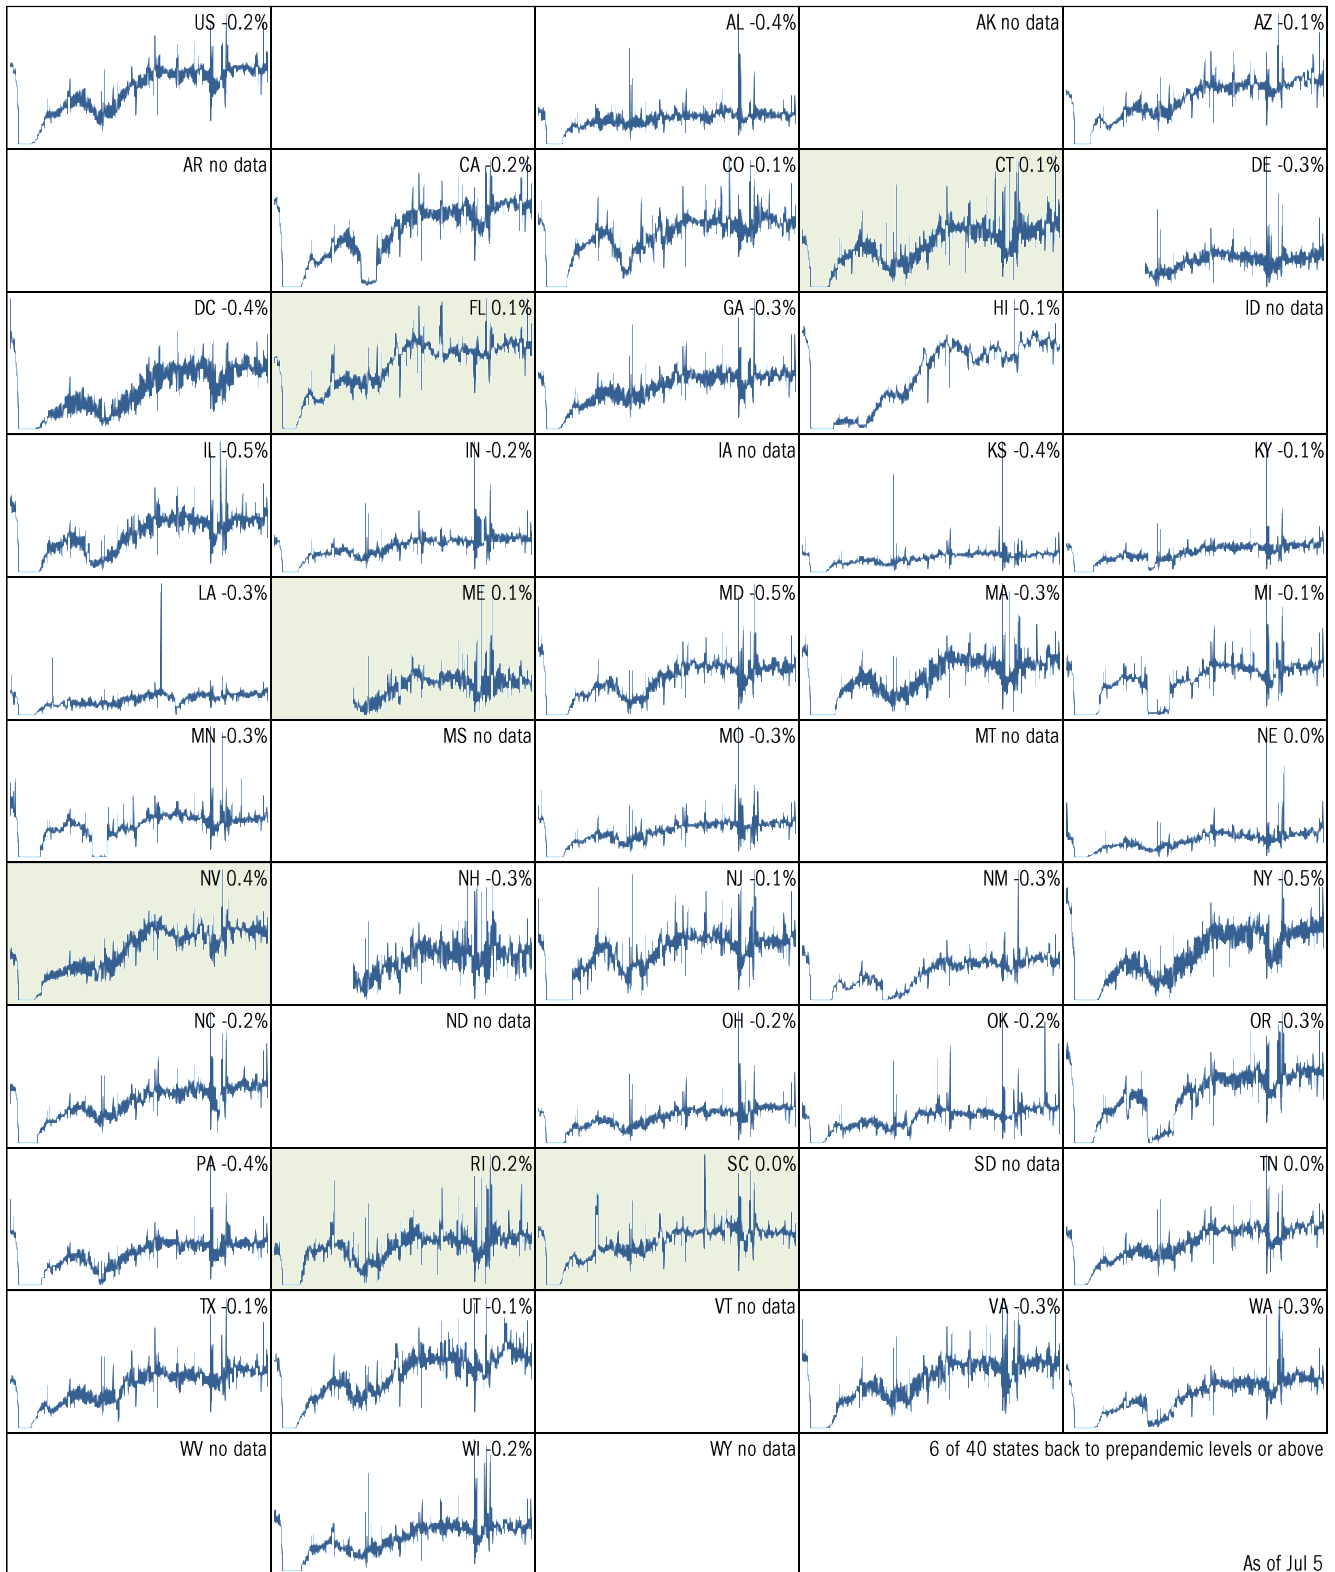 US -0.2%
AL -0.4%
AK no data
AZ -0.1%
AR no data
CA -0.2%
CO -0.1%
CT 0.1%
DE -0.3%
DC -0.4%
FL 0.1%
GA -0.3%
HI -0.1%
ID no data
IL -0.5%
IN -0.2%
IA no data
KS -0.4%
KY -0.1%
LA -0.3%
ME 0.1%
MD -0.5%
MA -0.3%
MI -0.1%
MN -0.3%
MS no data
MO -0.3%
MT no data
NE 0.0%
NV 0.4%
NH -0.3%
NJ -0.1%
NM -0.3%
NY -0.5%
NC -0.2%
ND no data
OH -0.2%
OK -0.2%
OR -0.3%
PA -0.4%
RI 0.2%
SC 0.0%
SD no data
TN 0.0%
TX -0.1%
UT -0.1%
VT no data
VA -0.3%
WA -0.3%
WV no data
WI -0.2%
WY no data
6 of 40 states back to prepandemic levels or above
As of Jul 5